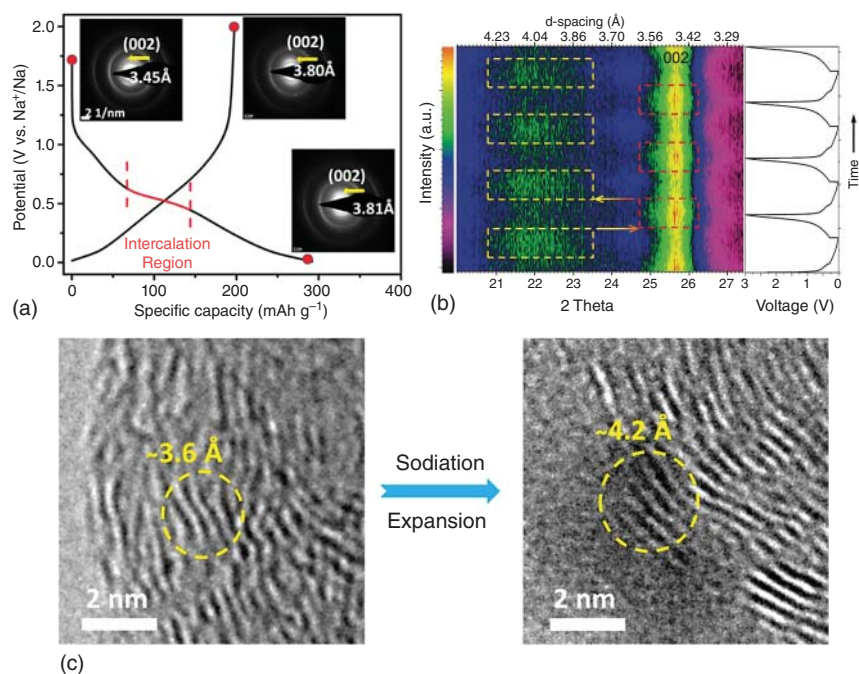 (002)
3.45Å
2 1/nm
(002)
3.80Å
(002)
3.81Å
Potential (V vs. Na⁺/Na)
2.0
1.5
1.0
0.5
0.0
Intercalation
Region
0 100 200 300 400
(a) Specific capacity (mAh g⁻¹)
d-spacing (Å)
4.23 4.04 3.86 3.70 3.56 3.42 3.29
002
Intensity (a.u.)
Time
21 22 23 24 25 26 27 3 2 1 0
(b) 2 Theta Voltage (V)
~3.6 Å
2 nm
Sodiation
Expansion
~4.2 Å
2 nm
(c)